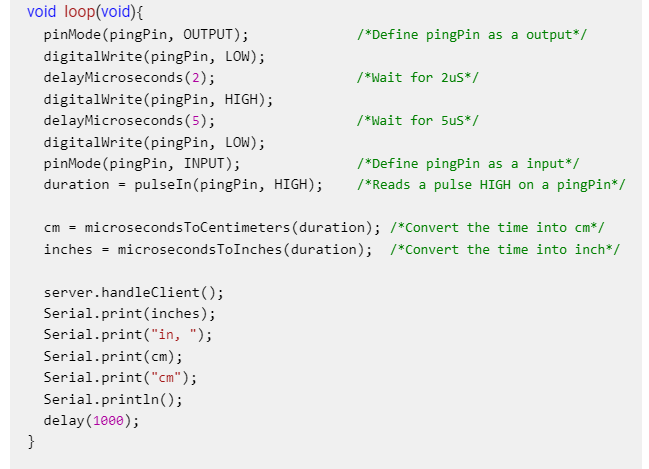 void loop(void){
  pinMode(pingPin, OUTPUT);            /*Define pingPin as a output*/
  digitalWrite(pingPin, LOW);
  delayMicroseconds(2);                /*Wait for 2uS*/
  digitalWrite(pingPin, HIGH);
  delayMicroseconds(5);                /*Wait for 5uS*/
  digitalWrite(pingPin, LOW);
  pinMode(pingPin, INPUT);             /*Define pingPin as a input*/
  duration = pulseIn(pingPin, HIGH);   /*Reads a pulse HIGH on a pingPin*/

  cm = microsecondsToCentimeters(duration); /*Convert the time into cm*/
  inches = microsecondsToInches(duration);  /*Convert the time into inch*/

  server.handleClient();
  Serial.print(inches);
  Serial.print("in, ");
  Serial.print(cm);
  Serial.print("cm");
  Serial.println();
  delay(1000);
}